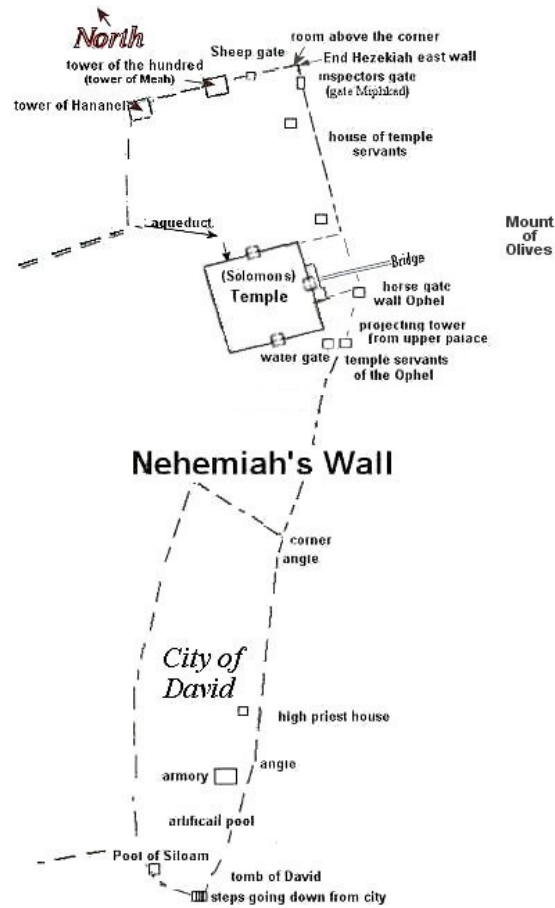 North
room above the corner
Sheep gate
End Hezekiah east wall
tower of the hundred
(tower of Meah)
inspectors gate
(gate Miphkad)
tower of Hananeel
house of temple
servants
aqueduct
Mount
of
Olives
Bridge
(Solomons)
Temple
horse gate
wall Ophel
projecting tower
from upper palace
water gate
temple servants
of the Ophel
Nehemiah's Wall
corner
angle
City of
David
high priest house
angle
armory
artificail pool
Pool of Siloam
tomb of David
steps going down from city